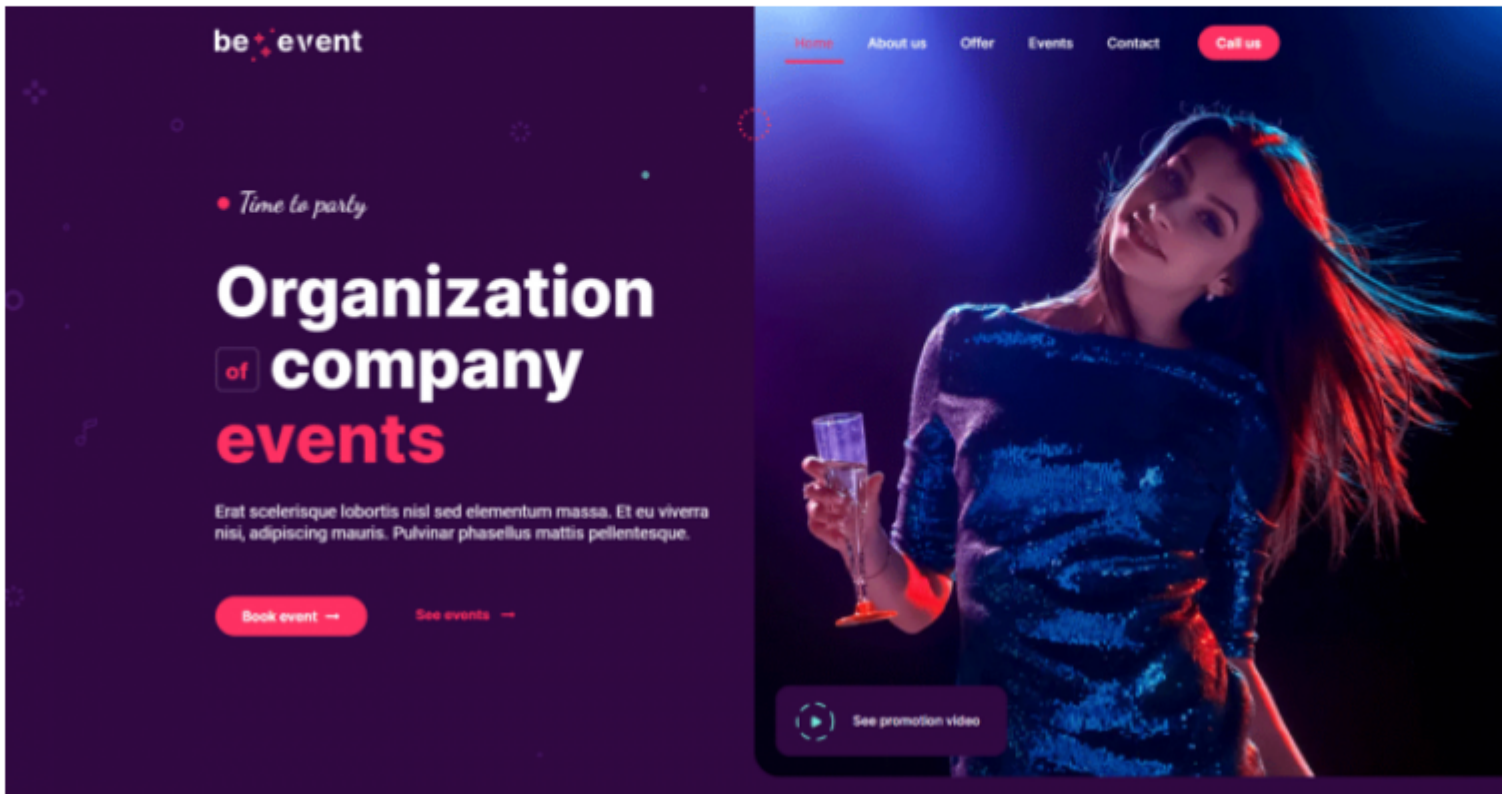 be event
Home About us Offer Events Contact Call us
Time to party
Organization
of company
events
Erat scelerisque lobortis nisl sed elementum massa. Et eu viverra
nisi, adipiscing mauris. Pulvinar phasellus mattis pellentesque.
Book event → See events →
See promotion video